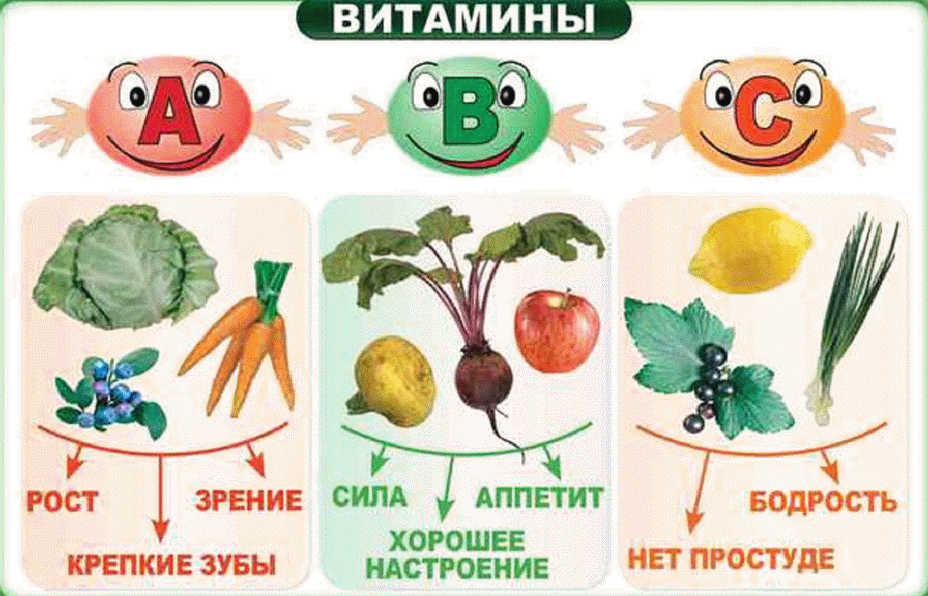 ВИТАМИНЫ
А
В
С
РОСТ
ЗРЕНИЕ
КРЕПКИЕ ЗУБЫ
СИЛА
АППЕТИТ
ХОРОШЕЕ
НАСТРОЕНИЕ
БОДРОСТЬ
НЕТ ПРОСТУДЕ